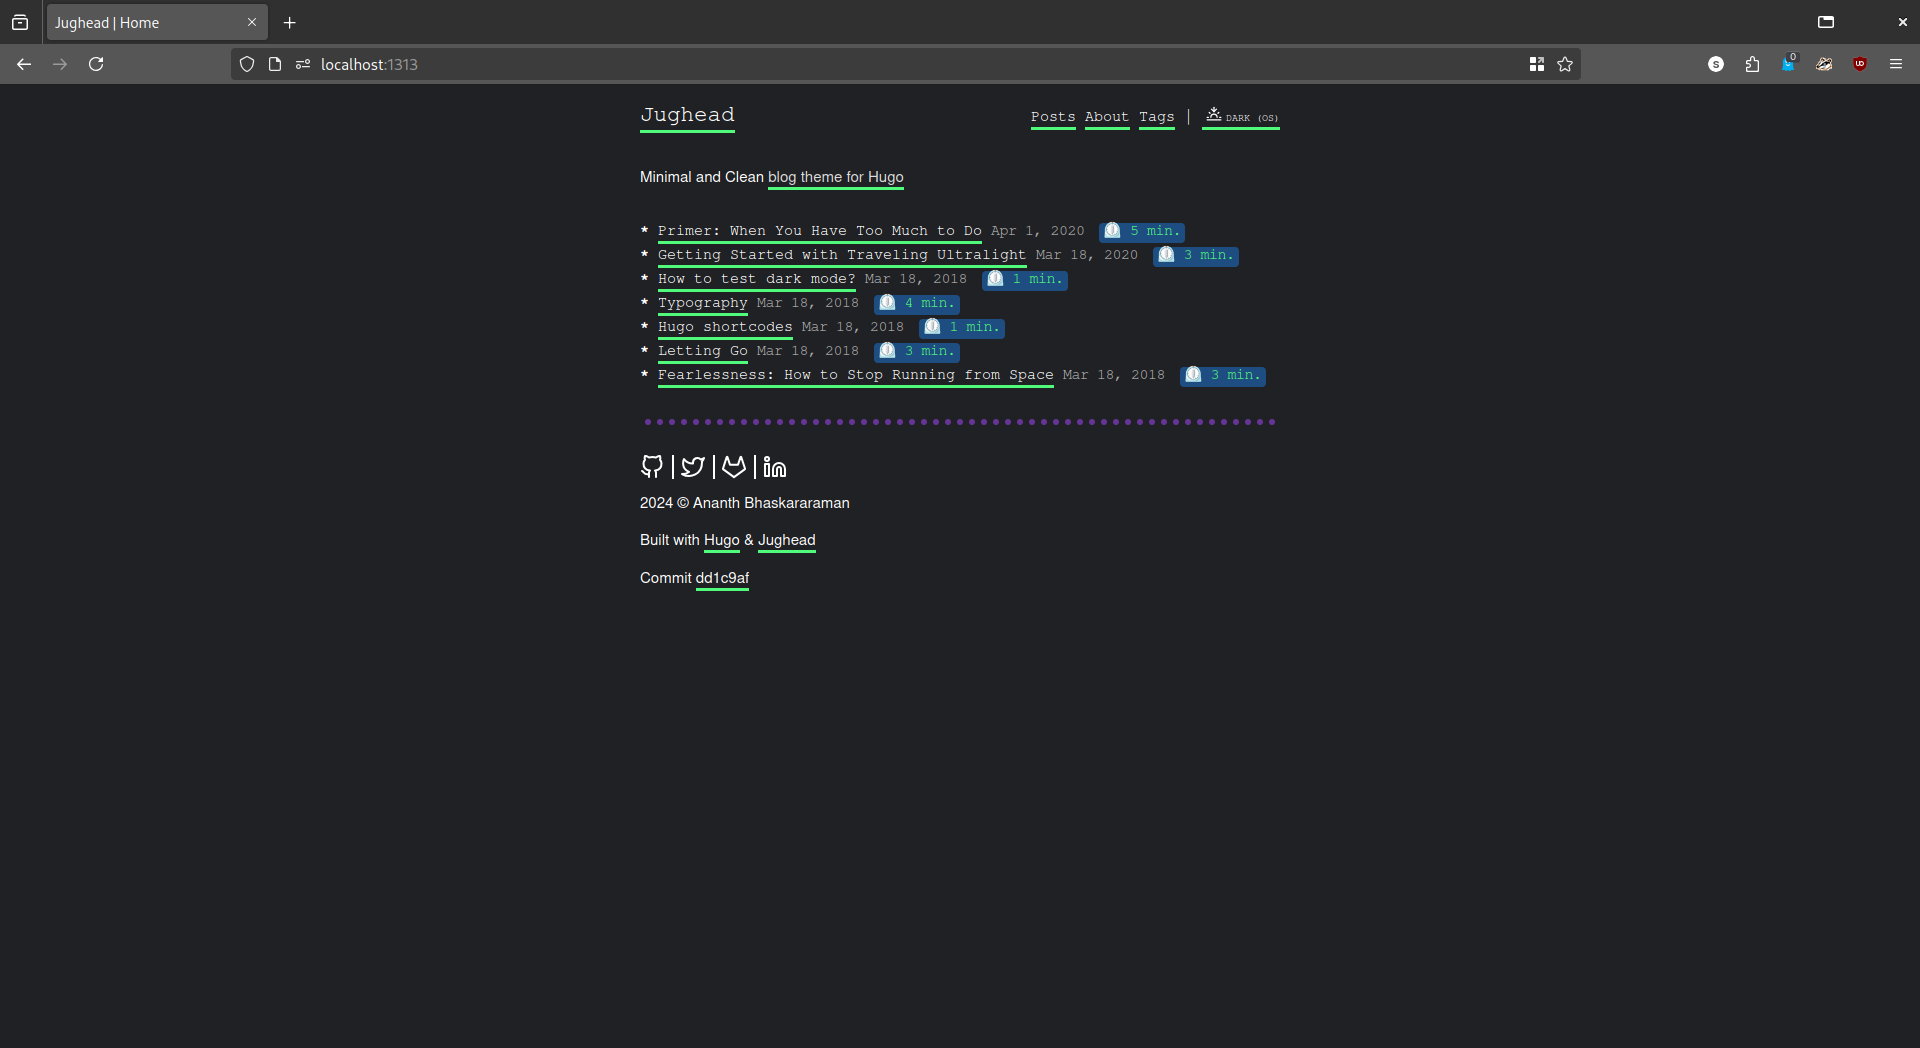 Jughead | Home
localhost:1313
S
0
UD
Jughead
Posts About Tags | DARK (OS)
Minimal and Clean blog theme for Hugo
* Primer: When You Have Too Much to Do Apr 1, 2020 5 min.
* Getting Started with Traveling Ultralight Mar 18, 2020 3 min.
* How to test dark mode? Mar 18, 2018 1 min.
* Typography Mar 18, 2018 4 min.
* Hugo shortcodes Mar 18, 2018 1 min.
* Letting Go Mar 18, 2018 3 min.
* Fearlessness: How to Stop Running from Space Mar 18, 2018 3 min.
in
2024 © Ananth Bhaskararaman
Built with Hugo & Jughead
Commit dd1c9af